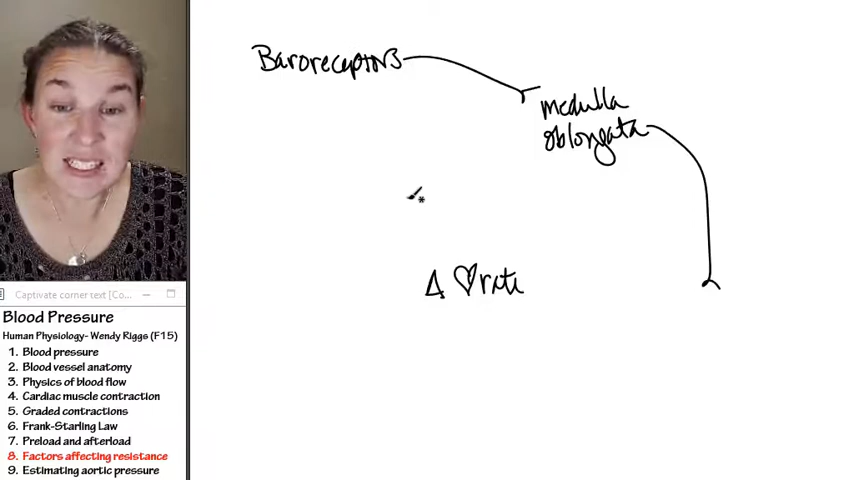 Baroreceptors
medulla
oblongata
Δ ♡rate
Captivate corner text [Co...
Blood Pressure
Human Physiology- Wendy Riggs (F15)
1. Blood pressure
2. Blood vessel anatomy
3. Physics of blood flow
4. Cardiac muscle contraction
5. Graded contractions
6. Frank-Starling Law
7. Preload and afterload
8. Factors affecting resistance
9. Estimating aortic pressure